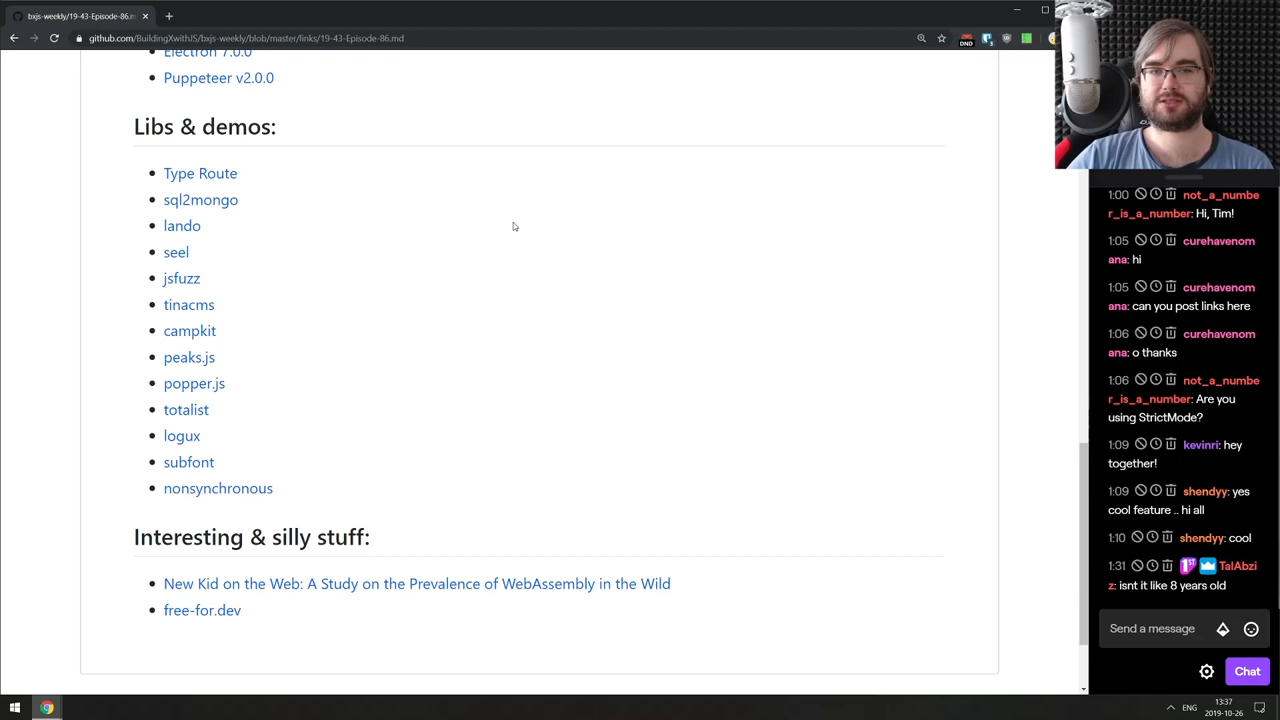 bxjs-weekly/19-43-Episode-86.m
github.com/BuildingXwithJS/bxjs-weekly/blob/master/links/19-43-Episode-86.md
DND
Electron 7.0.0
Puppeteer v2.0.0
Libs & demos:
Type Route
sql2mongo
lando
seel
jsfuzz
tinacms
campkit
peaks.js
popper.js
totalist
logux
subfont
nonsynchronous
Interesting & silly stuff:
New Kid on the Web: A Study on the Prevalence of WebAssembly in the Wild
free-for.dev
1:00 not_a_numbe
r_is_a_number: Hi, Tim!
1:05 curehavenom
ana: hi
1:05 curehavenom
ana: can you post links here
1:06 curehavenom
ana: o thanks
1:06 not_a_numbe
r_is_a_number: Are you
using StrictMode?
1:09 kevinri: hey
together!
1:09 shendyy: yes
cool feature .. hi all
1:10 shendyy: cool
1:31 1ST TalAbzi
z: isnt it like 8 years old
Send a message
Chat
ENG
13:37
2019-10-26